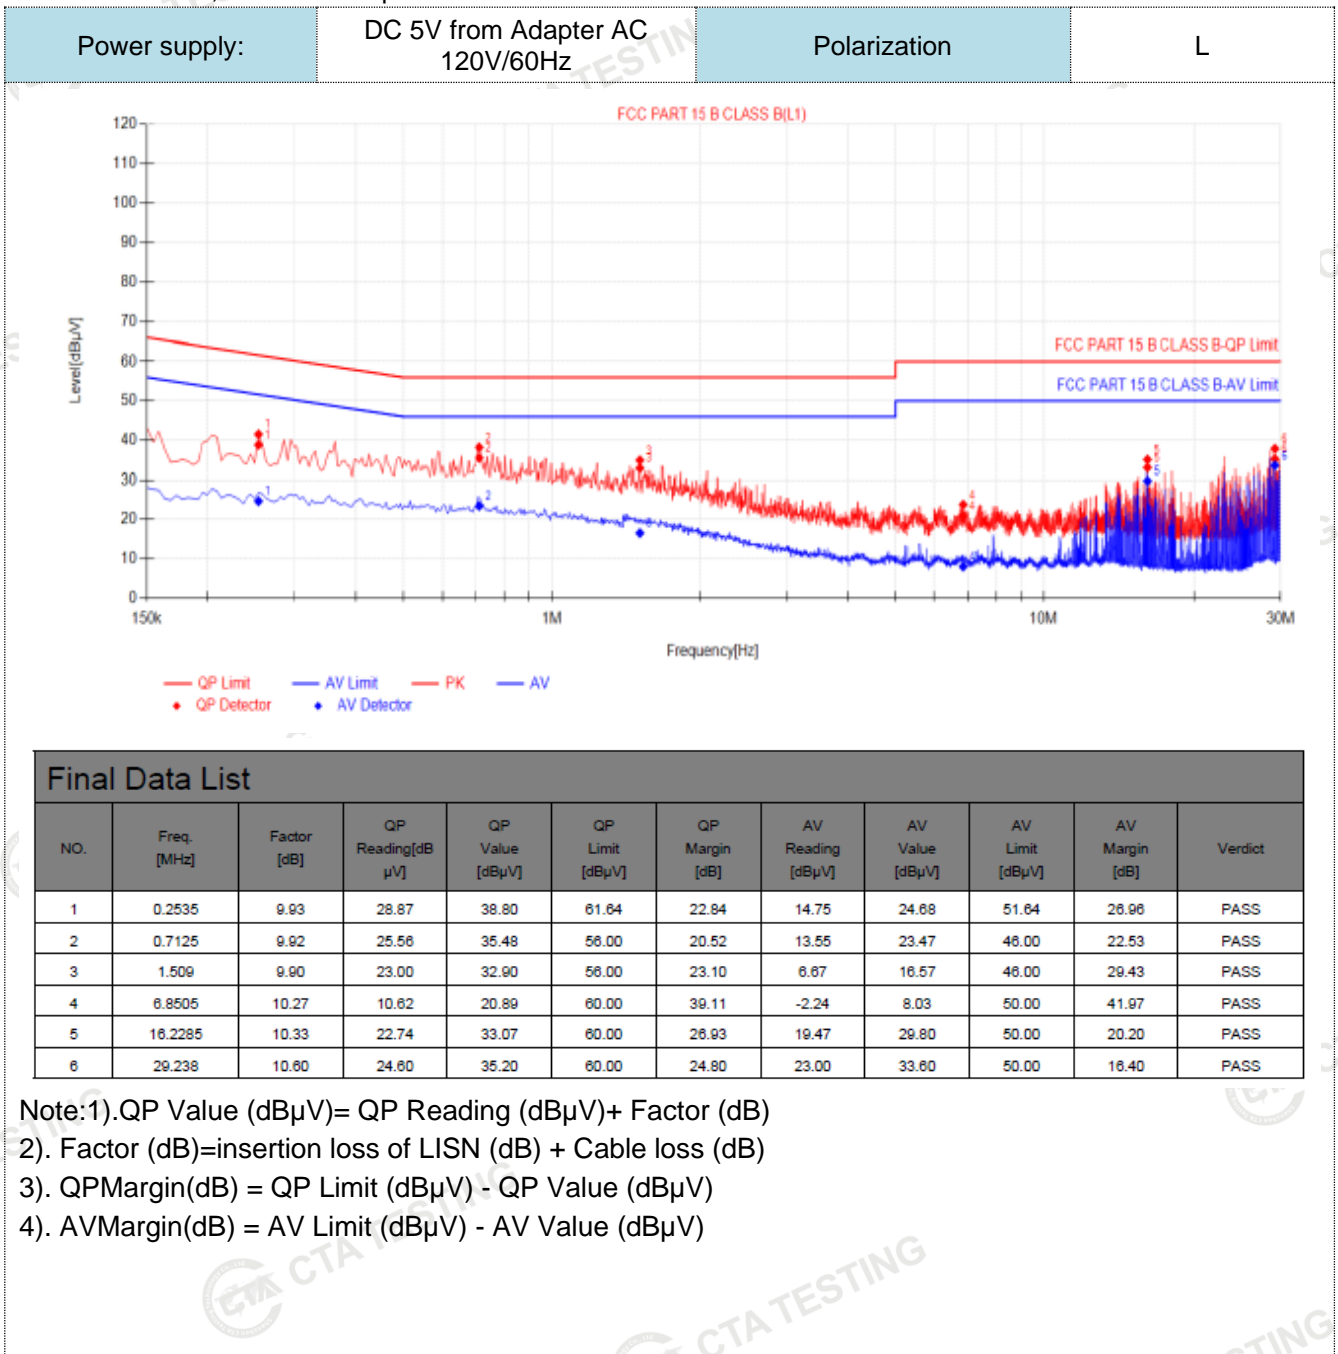 Power supply: DC 5V from Adapter AC 120V/60Hz Polarization L
FCC PART 15 B CLASS B(L1)
120
110
100
90
80
70
60
50
40
30
20
10
0
Level[dBµV]
FCC PART 15 B CLASS B-QP Limit
FCC PART 15 B CLASS B-AV Limit
150k 1M 10M 30M
Frequency[Hz]
QP Limit AV Limit PK AV
QP Detector AV Detector
Final Data List
NO. Freq. [MHz] Factor [dB] QP Reading[dBµV] QP Value [dBµV] QP Limit [dBµV] QP Margin [dB] AV Reading [dBµV] AV Value [dBµV] AV Limit [dBµV] AV Margin [dB] Verdict
1 0.2535 9.93 28.87 38.80 61.64 22.84 14.75 24.68 51.64 26.96 PASS
2 0.7125 9.92 25.56 35.48 56.00 20.52 13.55 23.47 46.00 22.53 PASS
3 1.509 9.90 23.00 32.90 56.00 23.10 6.67 16.57 46.00 29.43 PASS
4 6.8505 10.27 10.62 20.89 60.00 39.11 -2.24 8.03 50.00 41.97 PASS
5 16.2285 10.33 22.74 33.07 60.00 26.93 19.47 29.80 50.00 20.20 PASS
6 29.238 10.60 24.60 35.20 60.00 24.80 23.00 33.60 50.00 16.40 PASS
Note:1).QP Value (dBµV)= QP Reading (dBµV)+ Factor (dB)
2). Factor (dB)=insertion loss of LISN (dB) + Cable loss (dB)
3). QPMargin(dB) = QP Limit (dBµV) - QP Value (dBµV)
4). AVMargin(dB) = AV Limit (dBµV) - AV Value (dBµV)
CTA TESTING
CTA TESTING